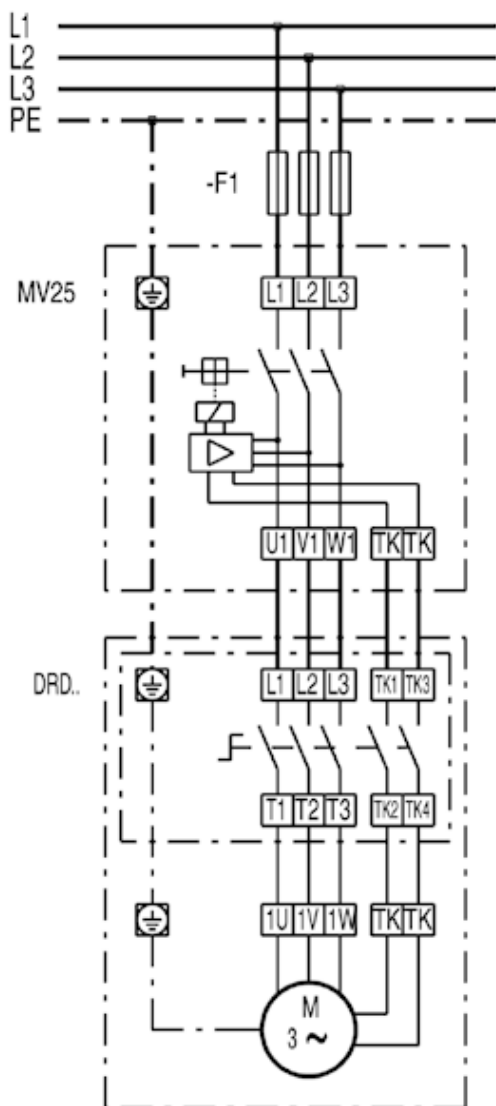 L1
L2
L3
PE
-F1
MV25
L1 L2 L3
U1 V1 W1 TK TK
DRD..
L1 L2 L3 TK1 TK3
T1 T2 T3 TK2 TK4
1U 1V 1W TK TK
M
3 ~